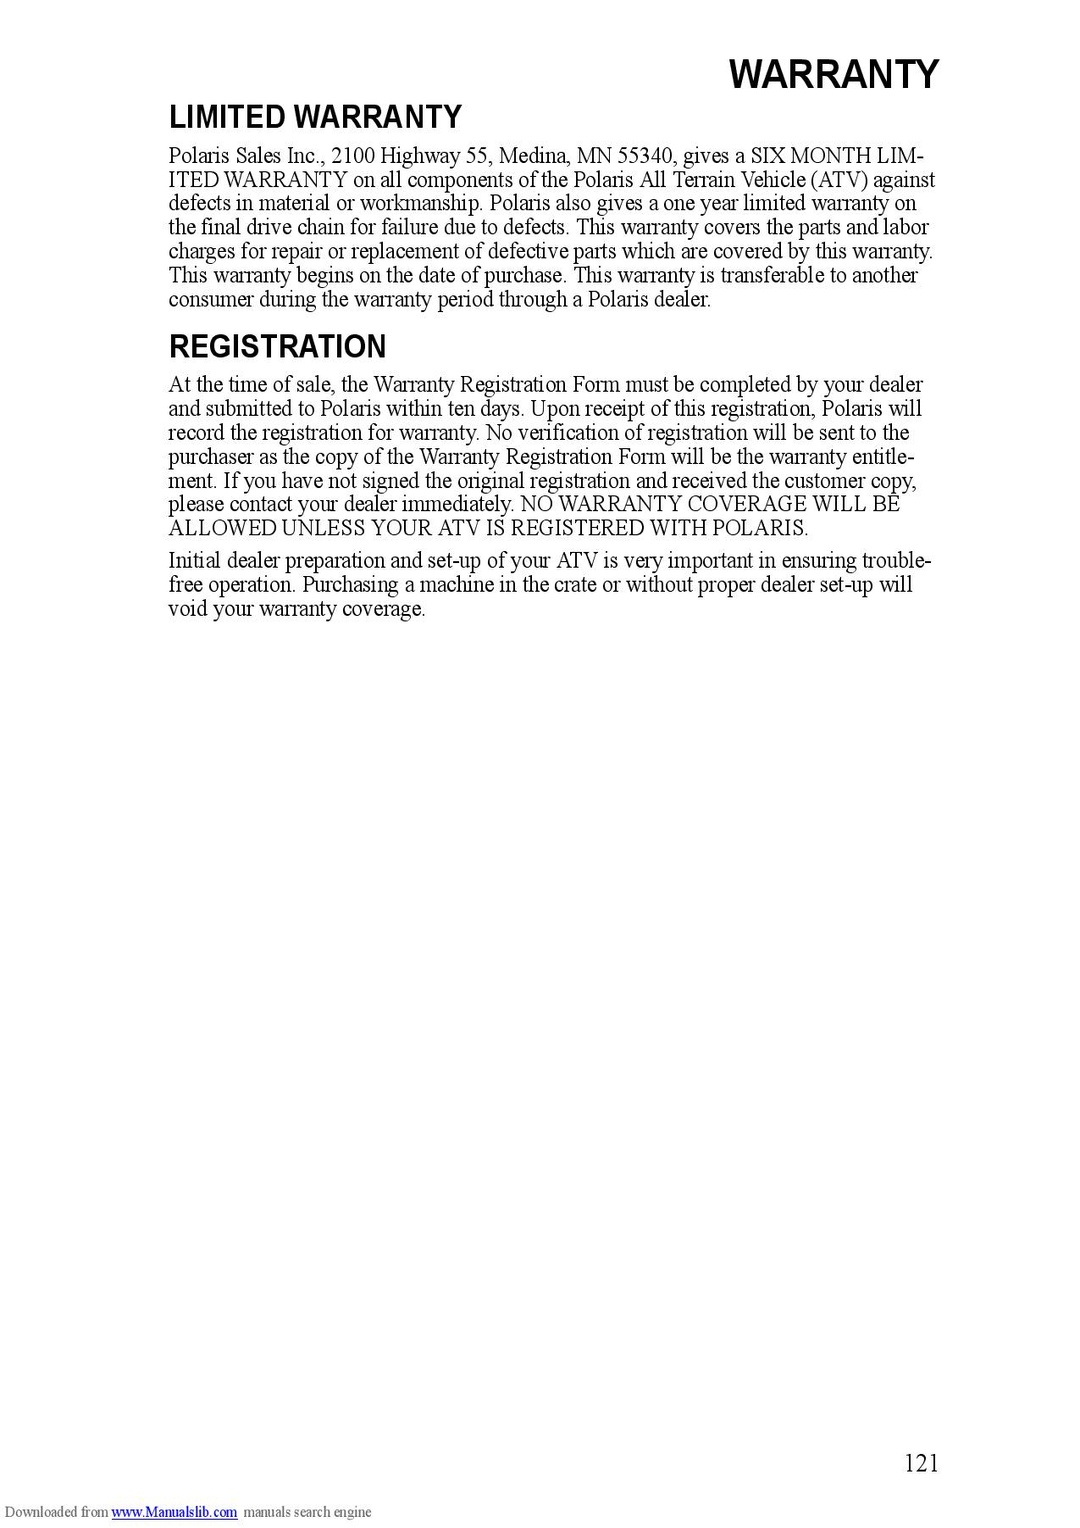 WARRANTY
LIMITED WARRANTY
Polaris Sales Inc., 2100 Highway 55, Medina, MN 55340, gives a SIX MONTH LIM-
ITED WARRANTY on all components of the Polaris All Terrain Vehicle (ATV) against
defects in material or workmanship. Polaris also gives a one year limited warranty on
the final drive chain for failure due to defects. This warranty covers the parts and labor
charges for repair or replacement of defective parts which are covered by this warranty.
This warranty begins on the date of purchase. This warranty is transferable to another
consumer during the warranty period through a Polaris dealer.
REGISTRATION
At the time of sale, the Warranty Registration Form must be completed by your dealer
and submitted to Polaris within ten days. Upon receipt of this registration, Polaris will
record the registration for warranty. No verification of registration will be sent to the
purchaser as the copy of the Warranty Registration Form will be the warranty entitle-
ment. If you have not signed the original registration and received the customer copy,
please contact your dealer immediately. NO WARRANTY COVERAGE WILL BE
ALLOWED UNLESS YOUR ATV IS REGISTERED WITH POLARIS.
Initial dealer preparation and set-up of your ATV is very important in ensuring trouble-
free operation. Purchasing a machine in the crate or without proper dealer set-up will
void your warranty coverage.
121
Downloaded from www.Manualslib.com manuals search engine